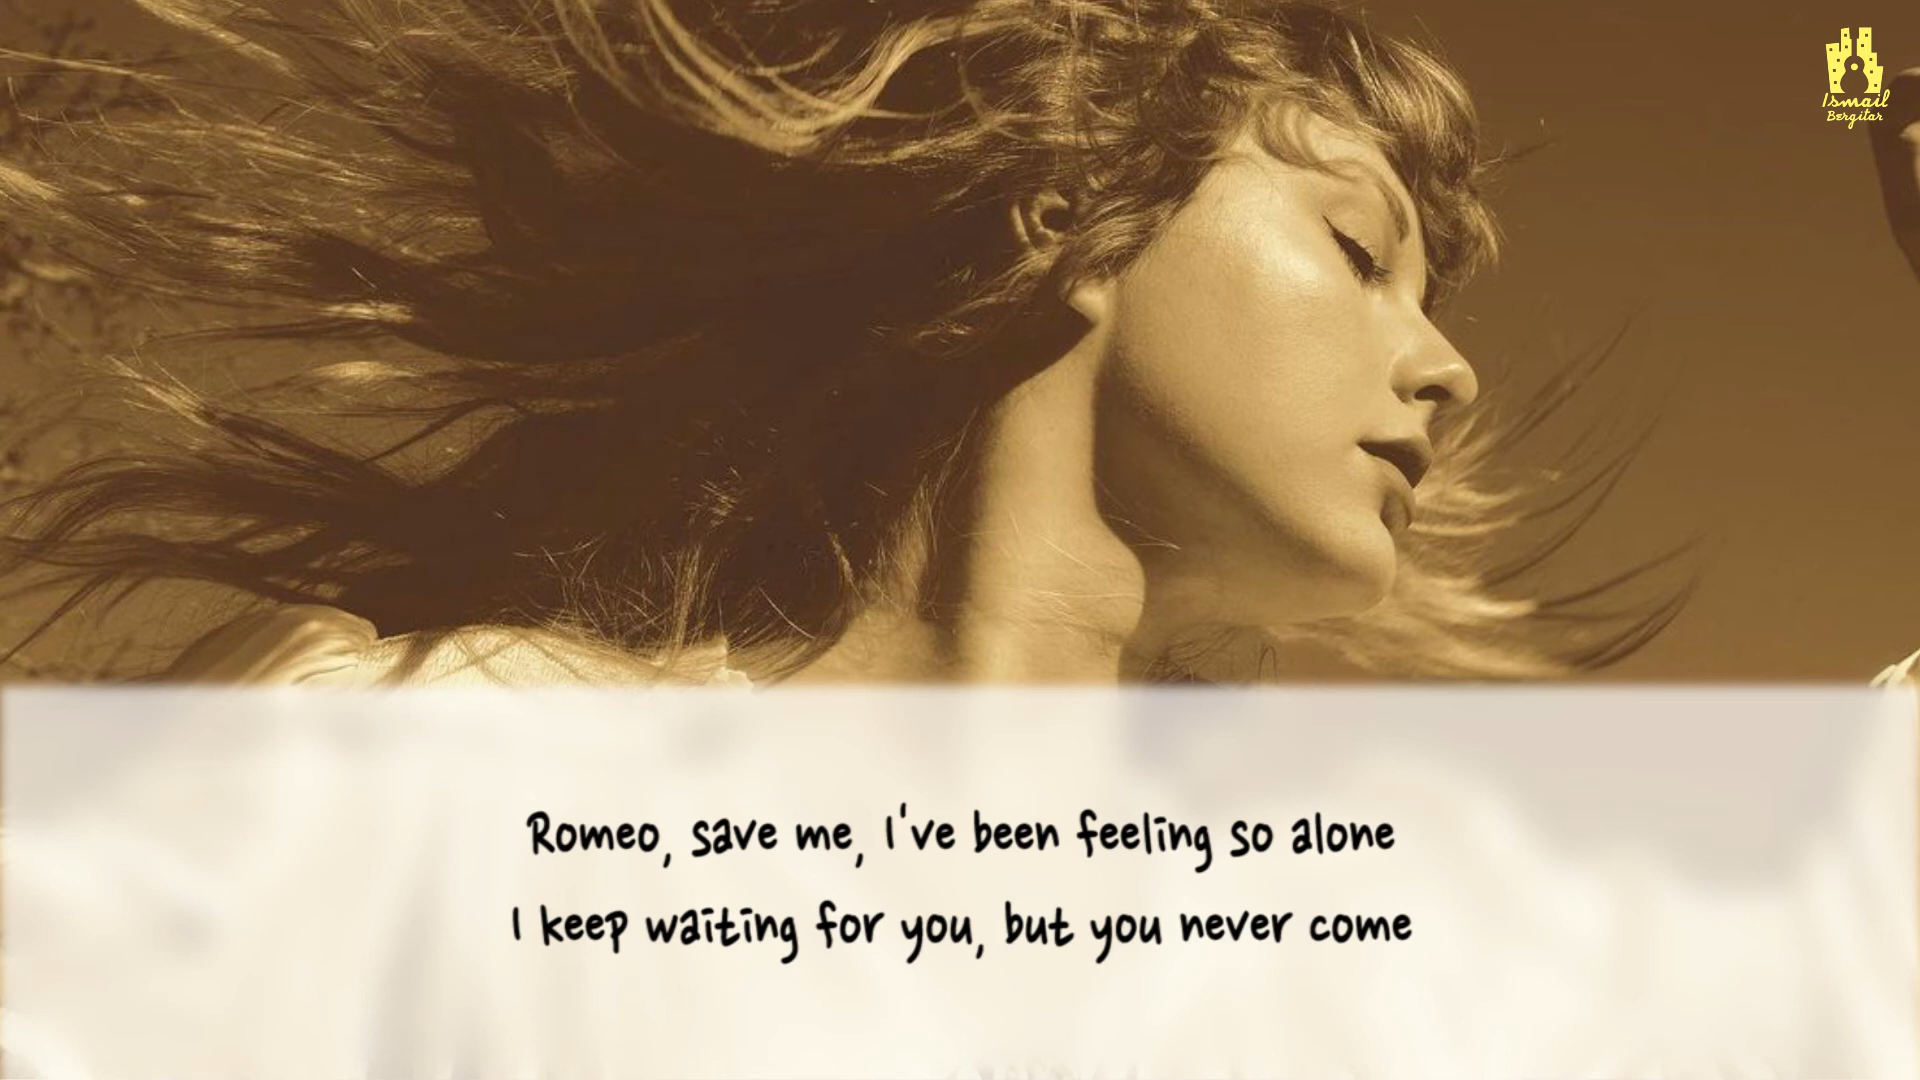 Ismail
Bergitar
Romeo, save me, I've been feeling so alone
I keep waiting for you, but you never come